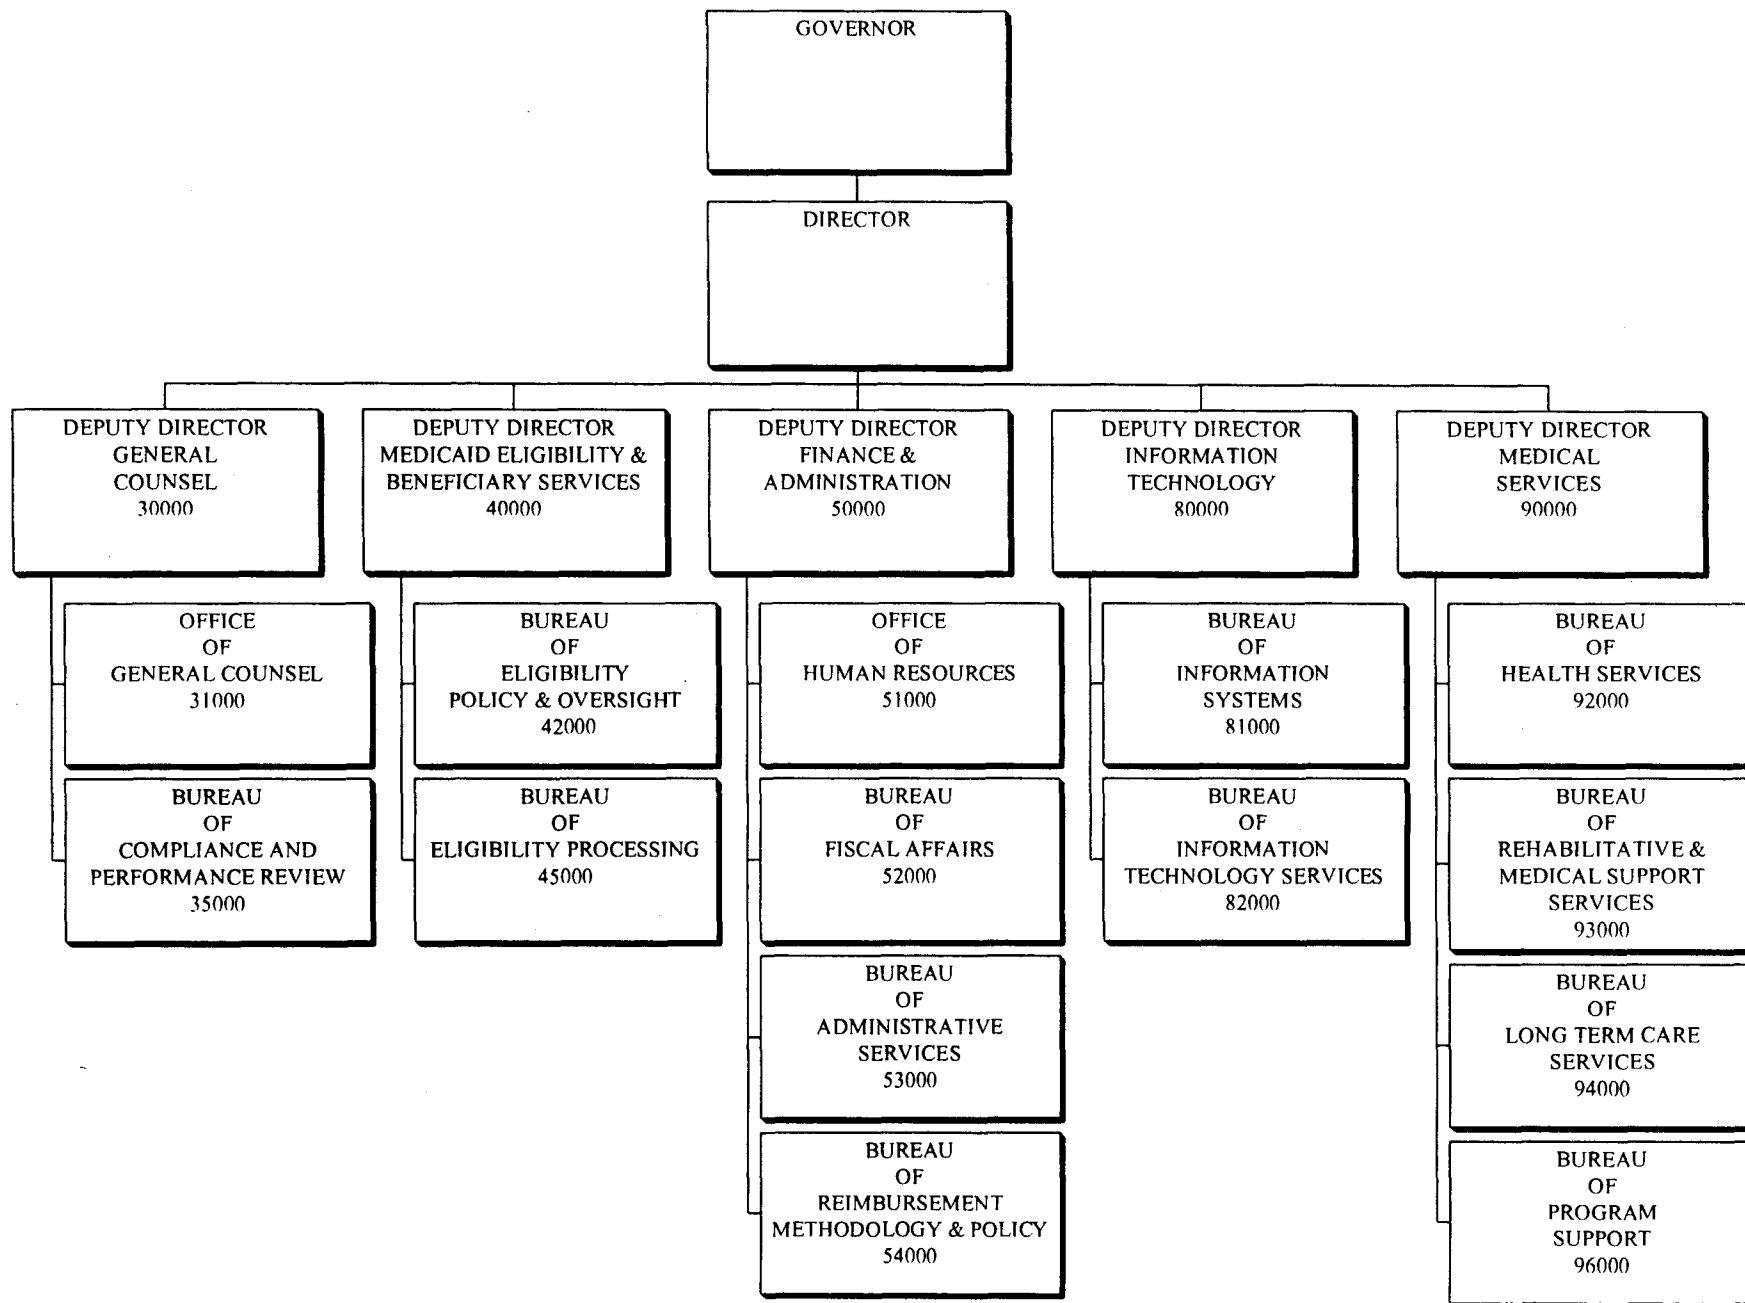 GOVERNOR
DIRECTOR
DEPUTY DIRECTOR
GENERAL
COUNSEL
30000
DEPUTY DIRECTOR
MEDICAID ELIGIBILITY &
BENEFICIARY SERVICES
40000
DEPUTY DIRECTOR
FINANCE &
ADMINISTRATION
50000
DEPUTY DIRECTOR
INFORMATION
TECHNOLOGY
80000
DEPUTY DIRECTOR
MEDICAL
SERVICES
90000
OFFICE
OF
GENERAL COUNSEL
31000
BUREAU
OF
COMPLIANCE AND
PERFORMANCE REVIEW
35000
BUREAU
OF
ELIGIBILITY
POLICY & OVERSIGHT
42000
BUREAU
OF
ELIGIBILITY PROCESSING
45000
OFFICE
OF
HUMAN RESOURCES
51000
BUREAU
OF
FISCAL AFFAIRS
52000
BUREAU
OF
ADMINISTRATIVE
SERVICES
53000
BUREAU
OF
REIMBURSEMENT
METHODOLOGY & POLICY
54000
BUREAU
OF
INFORMATION
SYSTEMS
81000
BUREAU
OF
INFORMATION
TECHNOLOGY SERVICES
82000
BUREAU
OF
HEALTH SERVICES
92000
BUREAU
OF
REHABILITATIVE &
MEDICAL SUPPORT
SERVICES
93000
BUREAU
OF
LONG TERM CARE
SERVICES
94000
BUREAU
OF
PROGRAM
SUPPORT
96000